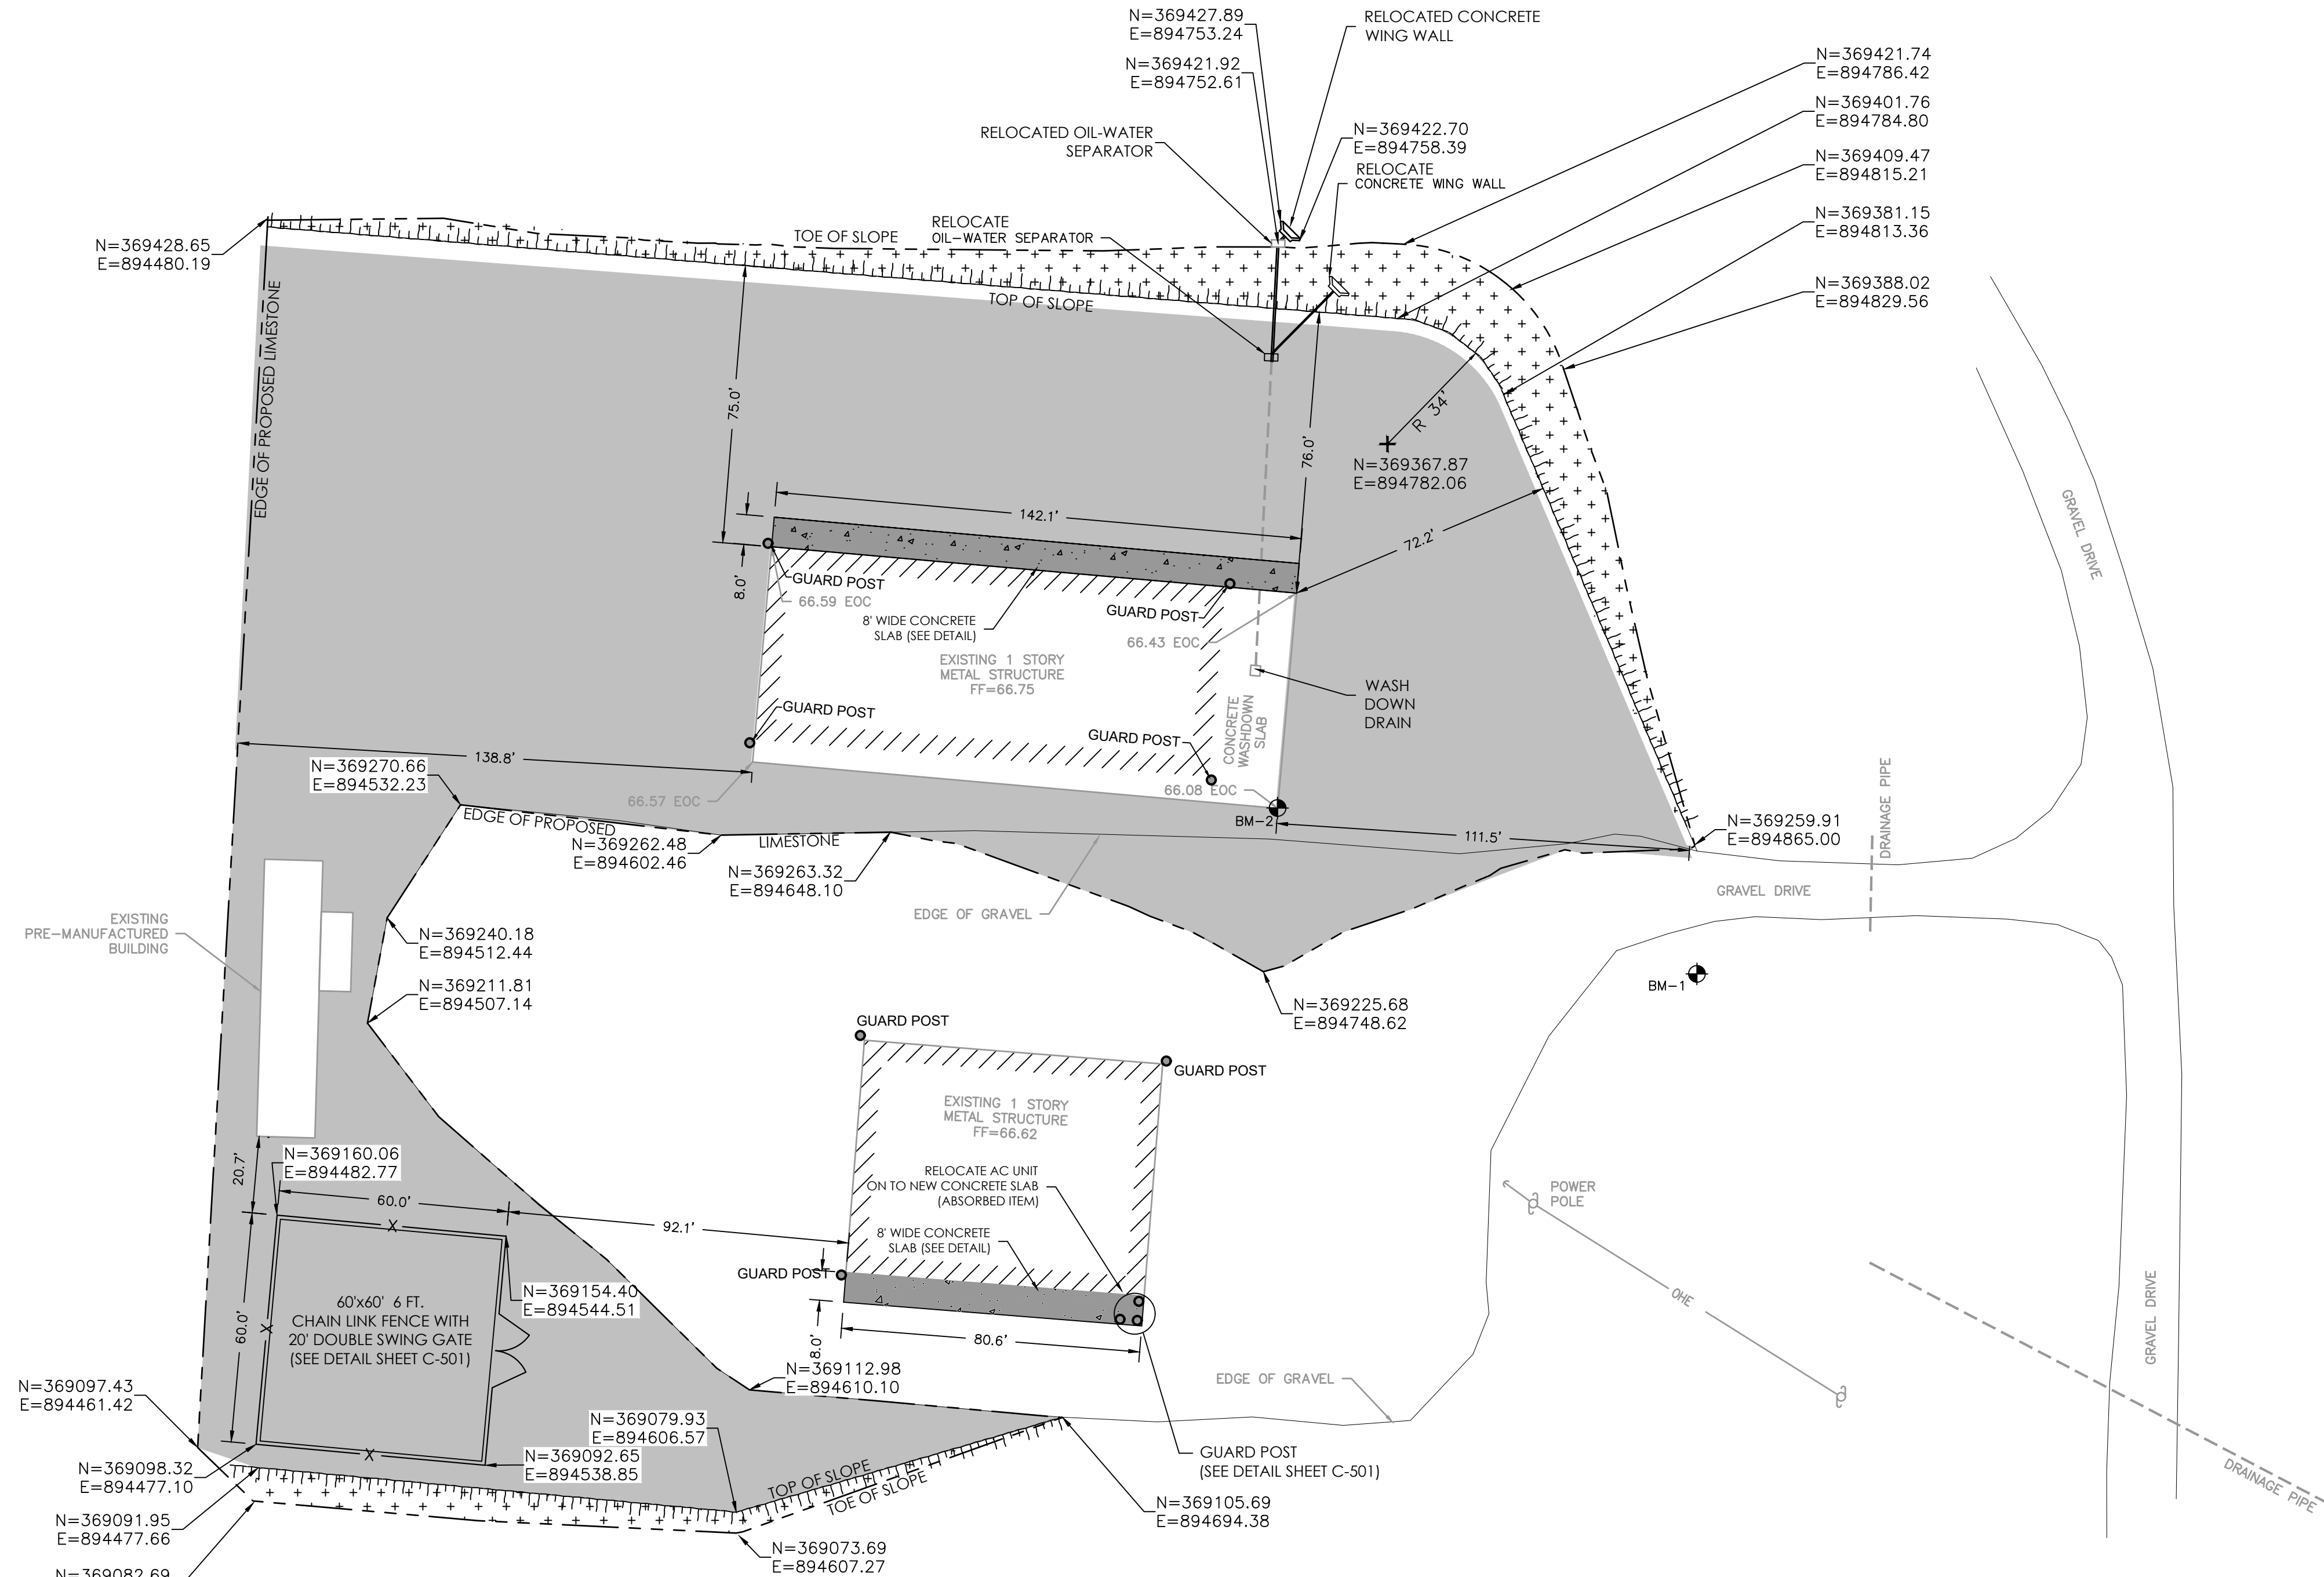 N=369427.89
E=894753.24
RELOCATED CONCRETE
WING WALL
N=369421.92
E=894752.61
N=369421.74
E=894786.42
N=369401.76
E=894784.80
RELOCATED OIL-WATER
SEPARATOR
N=369422.70
E=894758.39
RELOCATE
CONCRETE WING WALL
N=369409.47
E=894815.21
N=369381.15
E=894813.36
N=369428.65
E=894480.19
RELOCATE
OIL-WATER SEPARATOR
TOE OF SLOPE
TOP OF SLOPE
N=369388.02
E=894829.56
EDGE OF PROPOSED LIMESTONE
75.0'
76.0'
R 34'
N=369367.87
E=894782.06
142.1'
72.2'
GRAVEL DRIVE
8.0'
GUARD POST
66.59 EOC
8' WIDE CONCRETE
SLAB (SEE DETAIL)
GUARD POST
66.43 EOC
EXISTING 1 STORY
METAL STRUCTURE
FF=66.75
WASH
DOWN
DRAIN
CONCRETE
WASHDOWN
SLAB
GUARD POST
GUARD POST
138.8'
N=369270.66
E=894532.23
66.57 EOC
66.08 EOC
BM-2
EDGE OF PROPOSED
LIMESTONE
N=369262.48
E=894602.46
N=369263.32
E=894648.10
111.5'
N=369259.91
E=894865.00
DRAINAGE PIPE
GRAVEL DRIVE
EDGE OF GRAVEL
EXISTING
PRE-MANUFACTURED
BUILDING
N=369240.18
E=894512.44
N=369211.81
E=894507.14
N=369225.68
E=894748.62
BM-1
GUARD POST
GUARD POST
EXISTING 1 STORY
METAL STRUCTURE
FF=66.62
20.7'
N=369160.06
E=894482.77
60.0'
92.1'
RELOCATE AC UNIT
ON TO NEW CONCRETE SLAB
(ABSORBED ITEM)
8' WIDE CONCRETE
SLAB (SEE DETAIL)
POWER
POLE
OHE
X
GUARD POST
60.0'
X
60'x60' 6 FT.
CHAIN LINK FENCE WITH
20' DOUBLE SWING GATE
(SEE DETAIL SHEET C-501)
N=369154.40
E=894544.51
8.0'
80.6'
GRAVEL DRIVE
N=369112.98
E=894610.10
EDGE OF GRAVEL
N=369097.43
E=894461.42
N=369079.93
E=894606.57
X
N=369092.65
E=894538.85
N=369098.32
E=894477.10
TOP OF SLOPE
TOE OF SLOPE
GUARD POST
(SEE DETAIL SHEET C-501)
N=369105.69
E=894694.38
DRAINAGE PIPE
N=369091.95
E=894477.66
N=369073.69
E=894607.27
N=369082.69